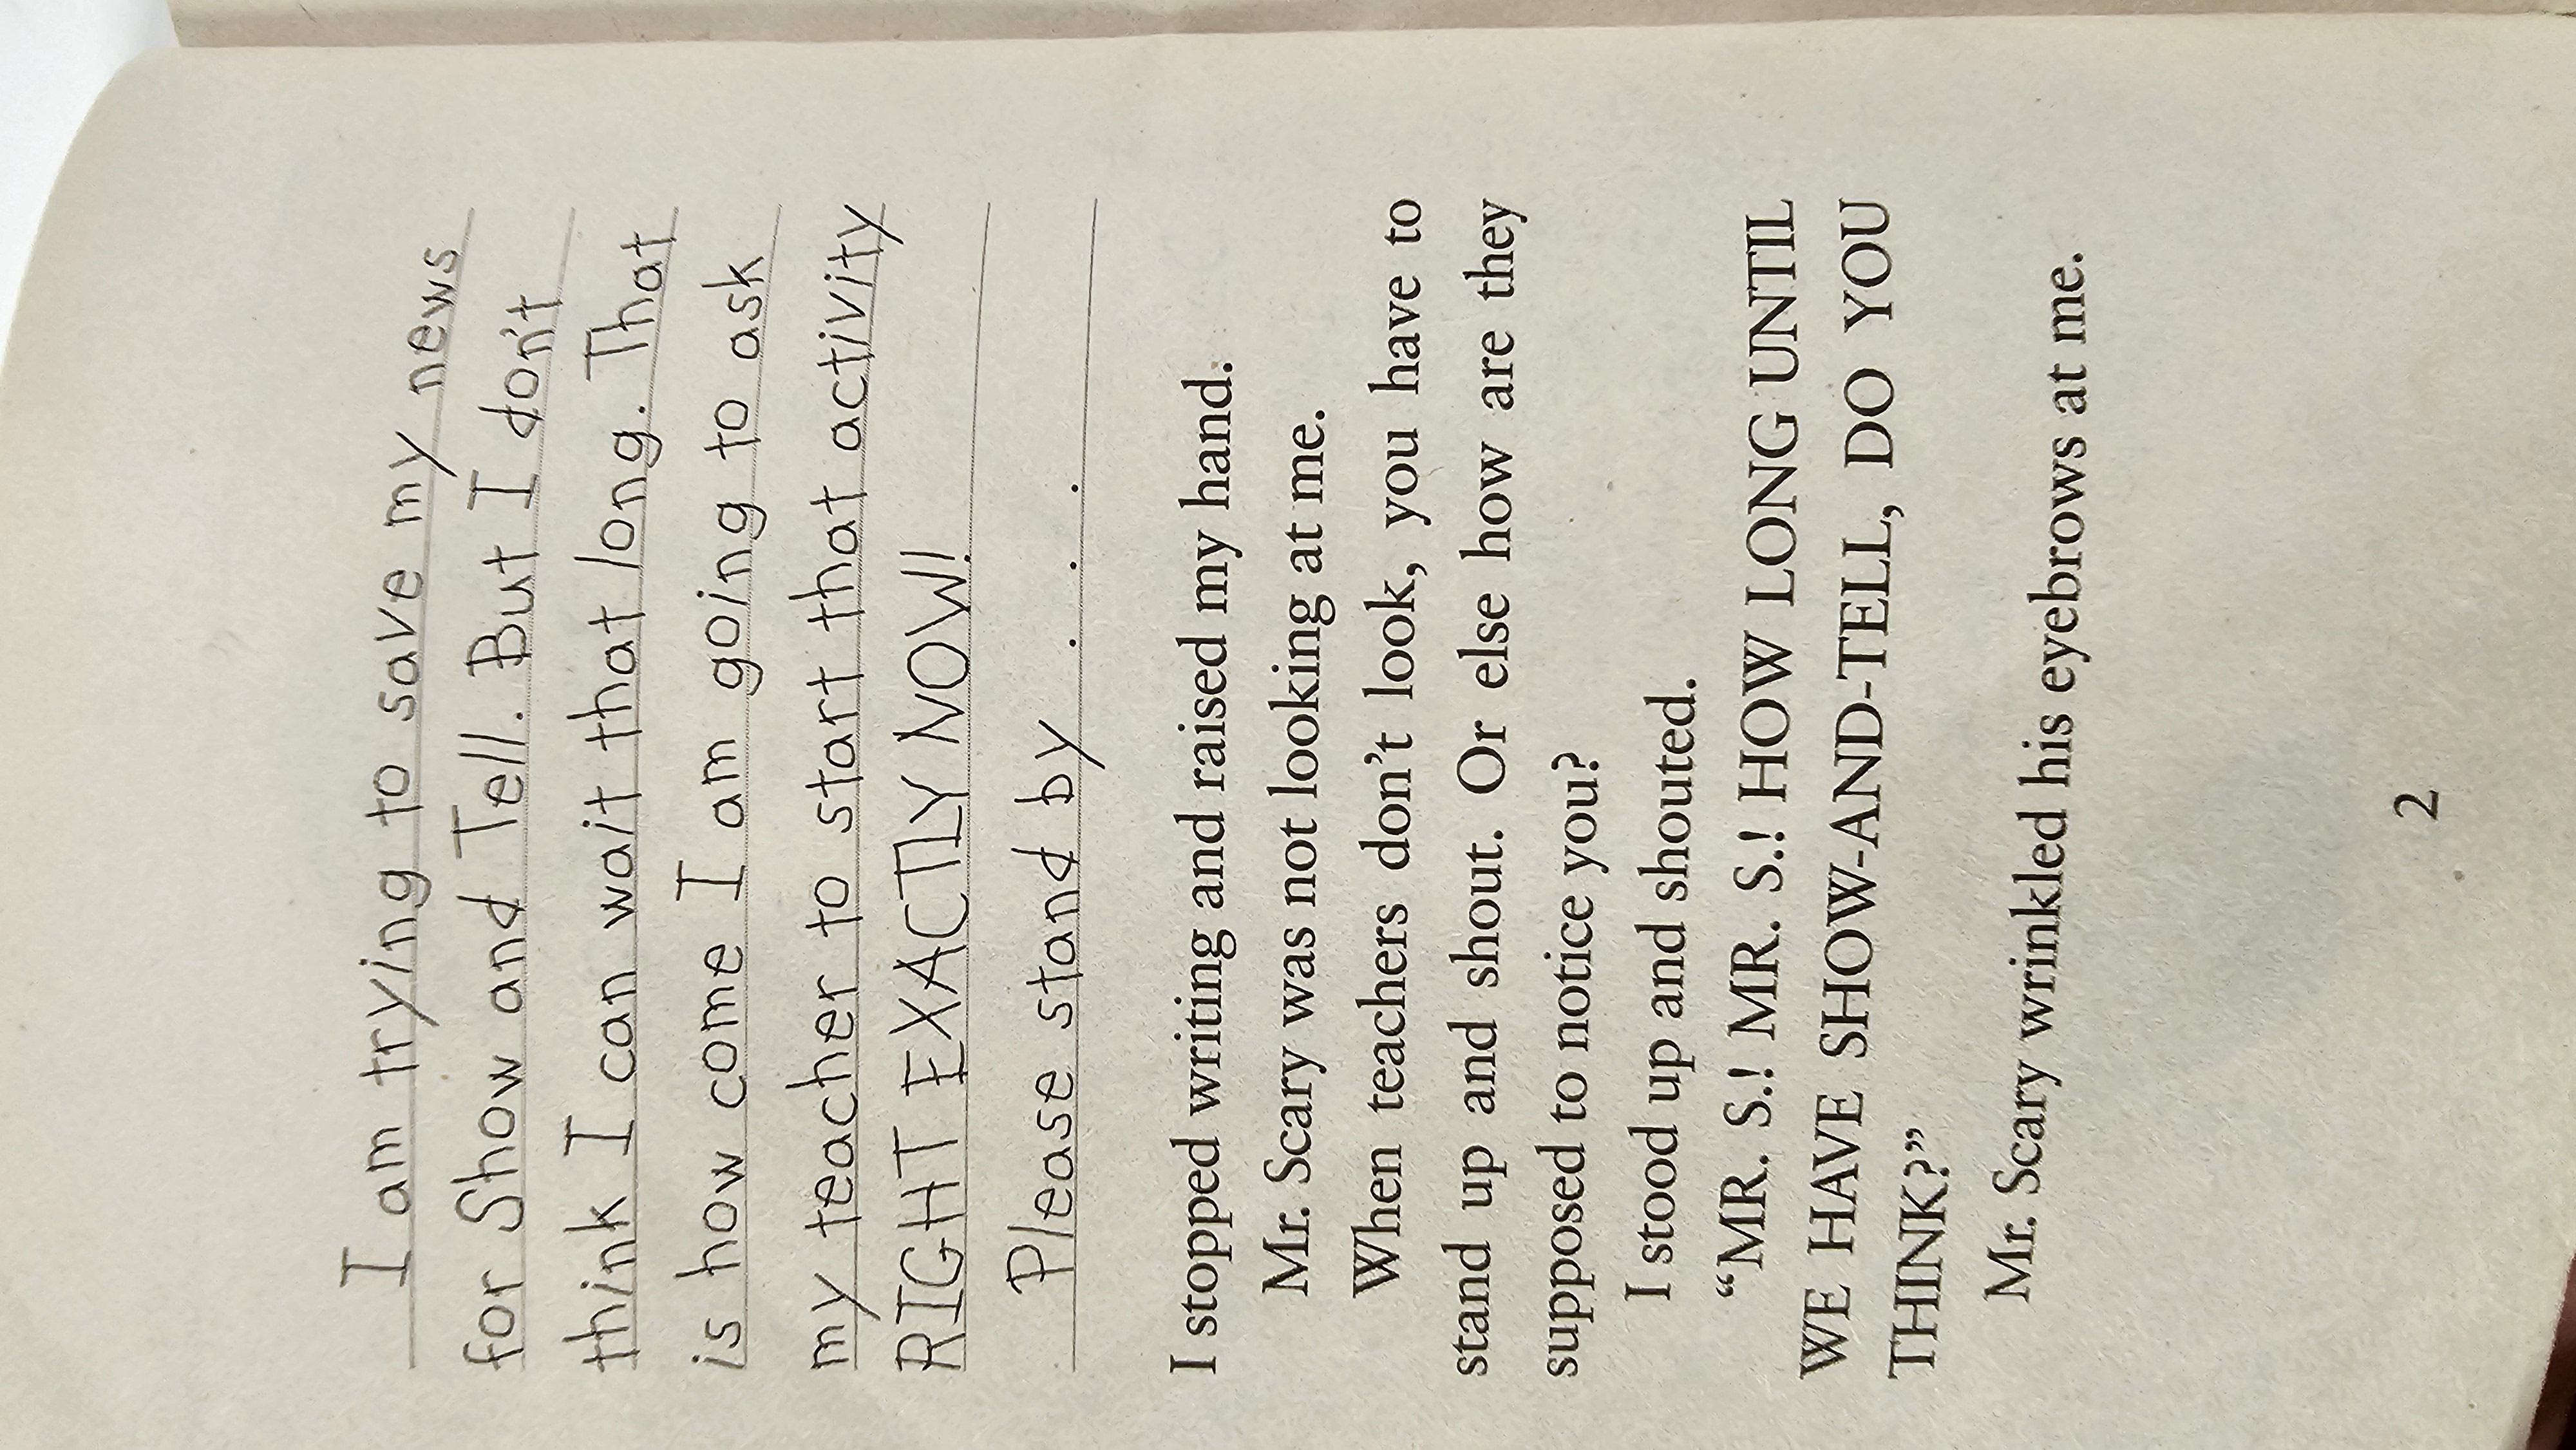 I am trying to save my news
for Show and Tell. But I don't
think I can wait that long. That
is how come I am going to ask
my teacher to start that activity
RIGHT EXACTLY NOW!
Please stand by . . .
I stopped writing and raised my hand.
Mr. Scary was not looking at me.
When teachers don’t look, you have to
stand up and shout. Or else how are they
supposed to notice you?
I stood up and shouted.
“MR. S.! MR. S.! HOW LONG UNTIL
WE HAVE SHOW-AND-TELL, DO YOU
THINK?”
Mr. Scary wrinkled his eyebrows at me.
2